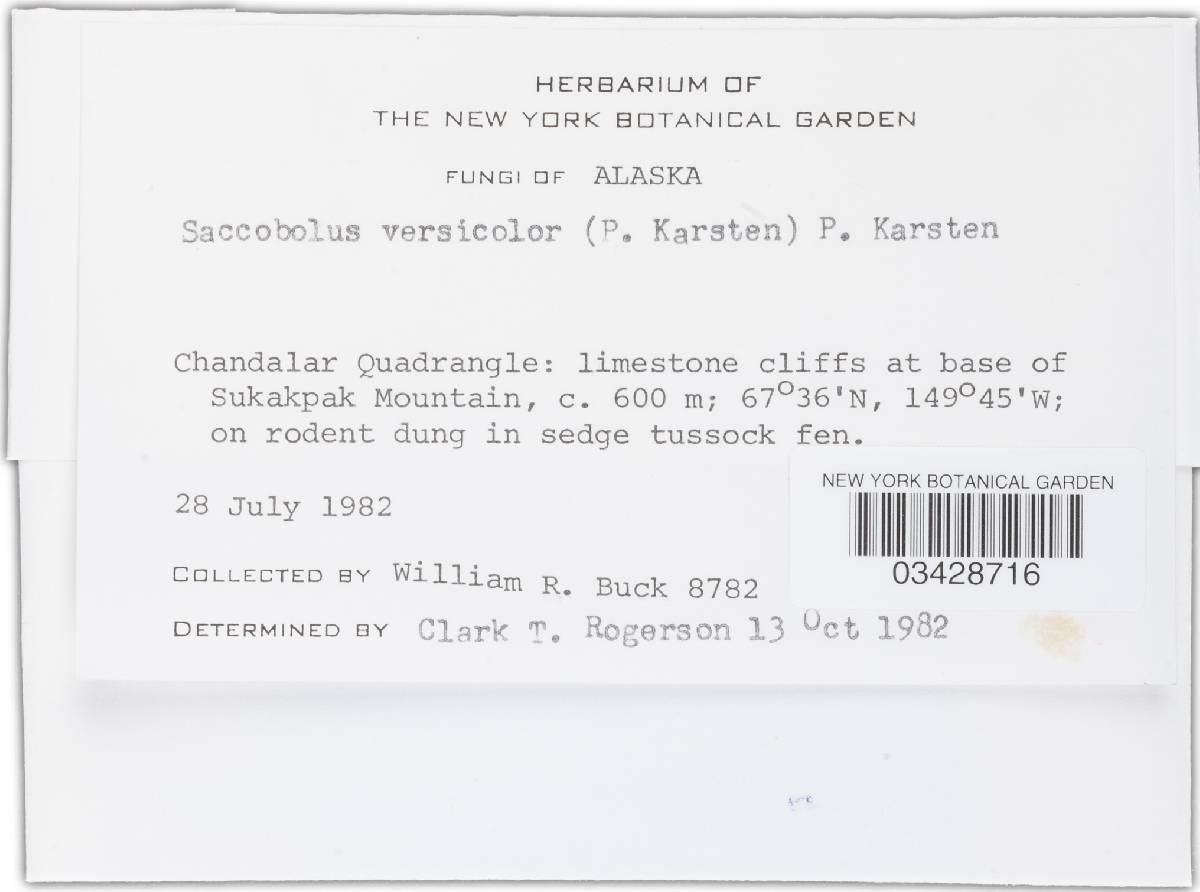 HERBARIUM OF
THE NEW YORK BOTANICAL GARDEN
FUNGI OF ALASKA
Saccobolus versicolor (P. Karsten) P. Karsten
Chandalar Quadrangle: limestone cliffs at base of
Sukakpak Mountain, c. 600 m; 67°36'N, 149°45'W;
on rodent dung in sedge tussock fen.
28 July 1982
NEW YORK BOTANICAL GARDEN
03428716
COLLECTED BY William R. Buck 8782
DETERMINED BY Clark T. Rogerson 13 Oct 1982